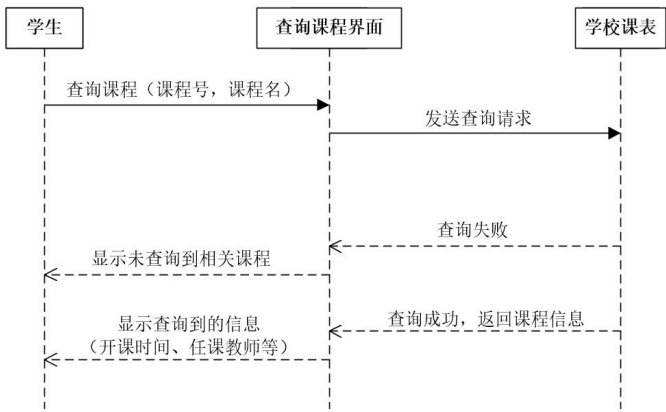 学生
查询课程界面
学校课表
查询课程（课程号，课程名）
发送查询请求
查询失败
显示未查询到相关课程
查询成功，返回课程信息
显示查询到的信息
（开课时间、任课教师等）